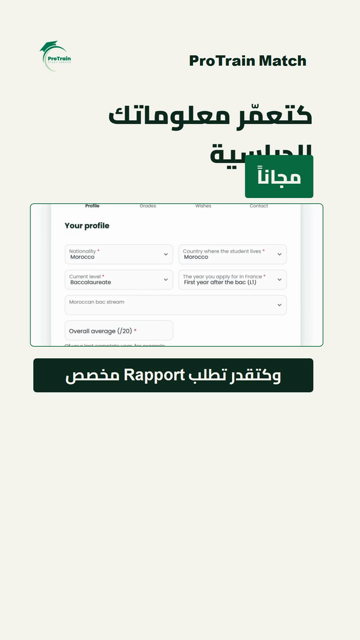 ProTrain
ProTrain Match
كتعمّر معلوماتك
الدراسية
مجاناً
Profile Grades Wishes Contact
Your profile
Nationality *
Morocco
Country where the student lives *
Morocco
Current level *
Baccalaureate
The year you apply for in France *
First year after the bac (L1)
Moroccan bac stream
Overall average (/20) *
وكتقدر تطلب Rapport مخصص